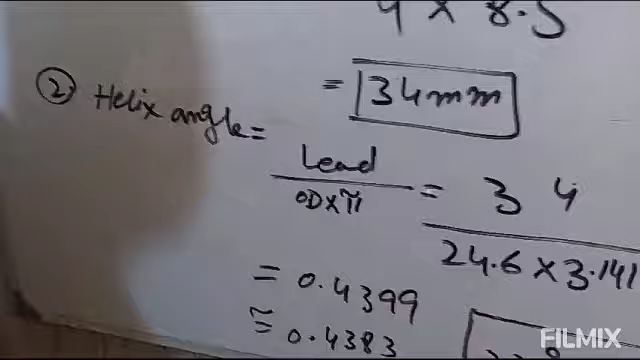 4 × 8.5
= 34mm
② Helix angle =
Lead / OD×π = 34 / 24.6 × 3.141
= 0.4399
≅ 0.4383
FILMIX